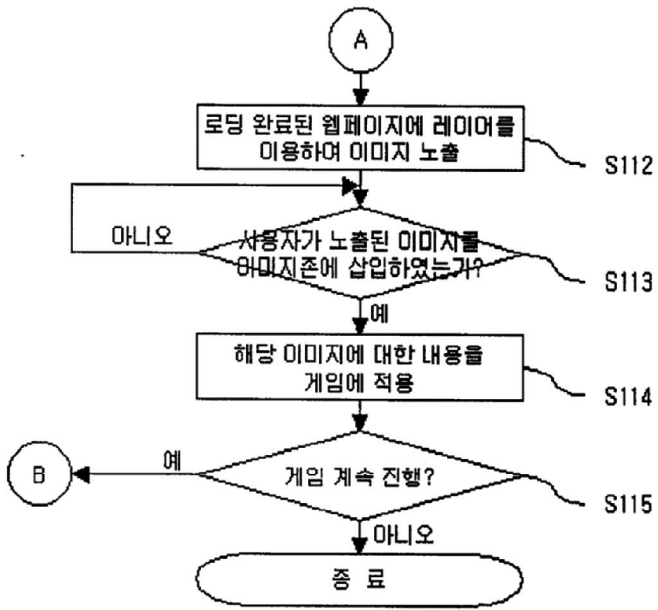 A
로딩 완료된 웹페이지에 레이어를
이용하여 이미지 노출
S112
아니오
사용자가 노출된 이미지를
이미지존에 삽입하였는가?
S113
예
해당 이미지에 대한 내용을
게임에 적용
S114
예
B
게임 계속 진행?
S115
아니오
종 료